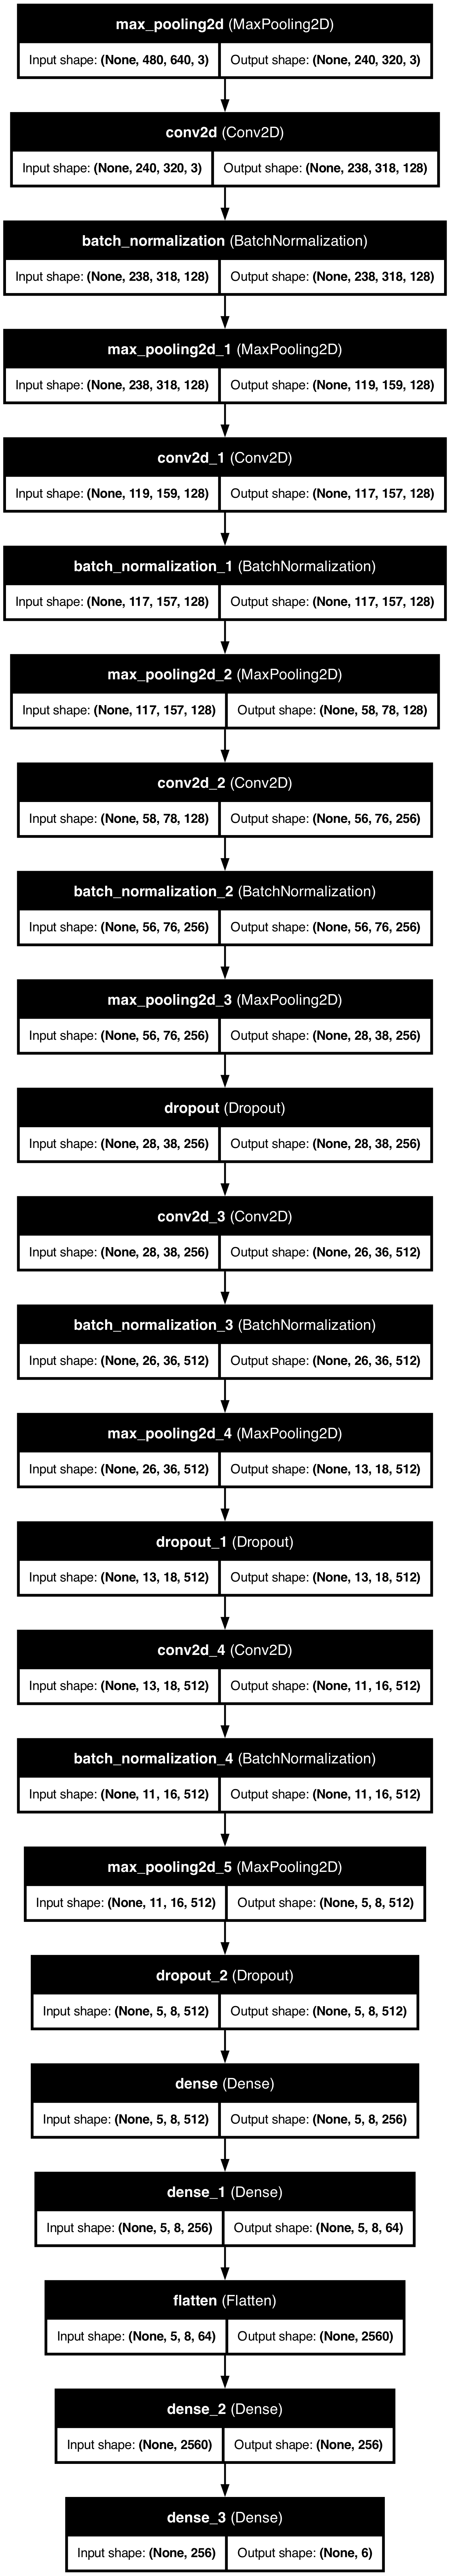 max_pooling2d (MaxPooling2D)
Input shape: (None, 480, 640, 3) Output shape: (None, 240, 320, 3)
conv2d (Conv2D)
Input shape: (None, 240, 320, 3) Output shape: (None, 238, 318, 128)
batch_normalization (BatchNormalization)
Input shape: (None, 238, 318, 128) Output shape: (None, 238, 318, 128)
max_pooling2d_1 (MaxPooling2D)
Input shape: (None, 238, 318, 128) Output shape: (None, 119, 159, 128)
conv2d_1 (Conv2D)
Input shape: (None, 119, 159, 128) Output shape: (None, 117, 157, 128)
batch_normalization_1 (BatchNormalization)
Input shape: (None, 117, 157, 128) Output shape: (None, 117, 157, 128)
max_pooling2d_2 (MaxPooling2D)
Input shape: (None, 117, 157, 128) Output shape: (None, 58, 78, 128)
conv2d_2 (Conv2D)
Input shape: (None, 58, 78, 128) Output shape: (None, 56, 76, 256)
batch_normalization_2 (BatchNormalization)
Input shape: (None, 56, 76, 256) Output shape: (None, 56, 76, 256)
max_pooling2d_3 (MaxPooling2D)
Input shape: (None, 56, 76, 256) Output shape: (None, 28, 38, 256)
dropout (Dropout)
Input shape: (None, 28, 38, 256) Output shape: (None, 28, 38, 256)
conv2d_3 (Conv2D)
Input shape: (None, 28, 38, 256) Output shape: (None, 26, 36, 512)
batch_normalization_3 (BatchNormalization)
Input shape: (None, 26, 36, 512) Output shape: (None, 26, 36, 512)
max_pooling2d_4 (MaxPooling2D)
Input shape: (None, 26, 36, 512) Output shape: (None, 13, 18, 512)
dropout_1 (Dropout)
Input shape: (None, 13, 18, 512) Output shape: (None, 13, 18, 512)
conv2d_4 (Conv2D)
Input shape: (None, 13, 18, 512) Output shape: (None, 11, 16, 512)
batch_normalization_4 (BatchNormalization)
Input shape: (None, 11, 16, 512) Output shape: (None, 11, 16, 512)
max_pooling2d_5 (MaxPooling2D)
Input shape: (None, 11, 16, 512) Output shape: (None, 5, 8, 512)
dropout_2 (Dropout)
Input shape: (None, 5, 8, 512) Output shape: (None, 5, 8, 512)
dense (Dense)
Input shape: (None, 5, 8, 512) Output shape: (None, 5, 8, 256)
dense_1 (Dense)
Input shape: (None, 5, 8, 256) Output shape: (None, 5, 8, 64)
flatten (Flatten)
Input shape: (None, 5, 8, 64) Output shape: (None, 2560)
dense_2 (Dense)
Input shape: (None, 2560) Output shape: (None, 256)
dense_3 (Dense)
Input shape: (None, 256) Output shape: (None, 6)